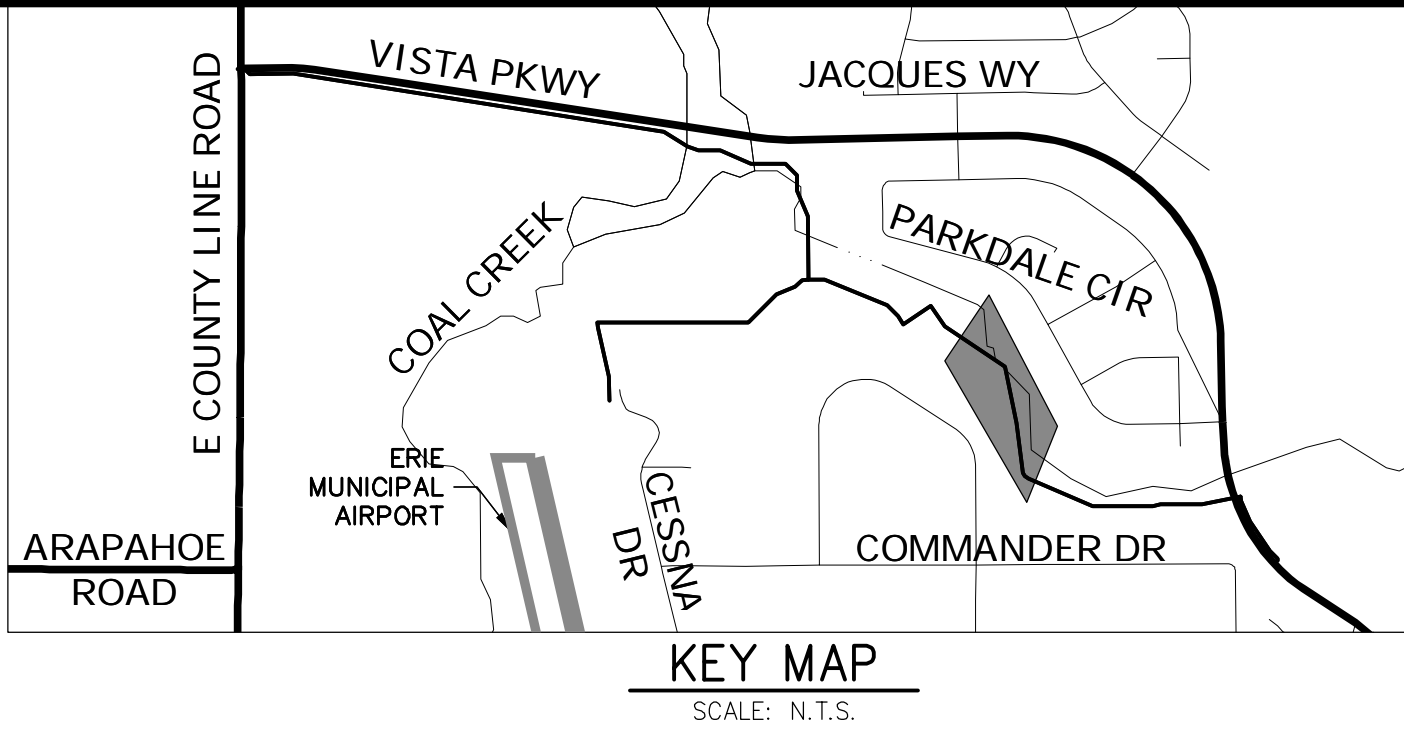 VISTA PKWY
JACQUES WY
E COUNTY LINE ROAD
COAL CREEK
PARKDALE CIR
ERIE
MUNICIPAL
AIRPORT
CESSNA
DR
ARAPAHOE
ROAD
COMMANDER DR
KEY MAP
SCALE: N.T.S.